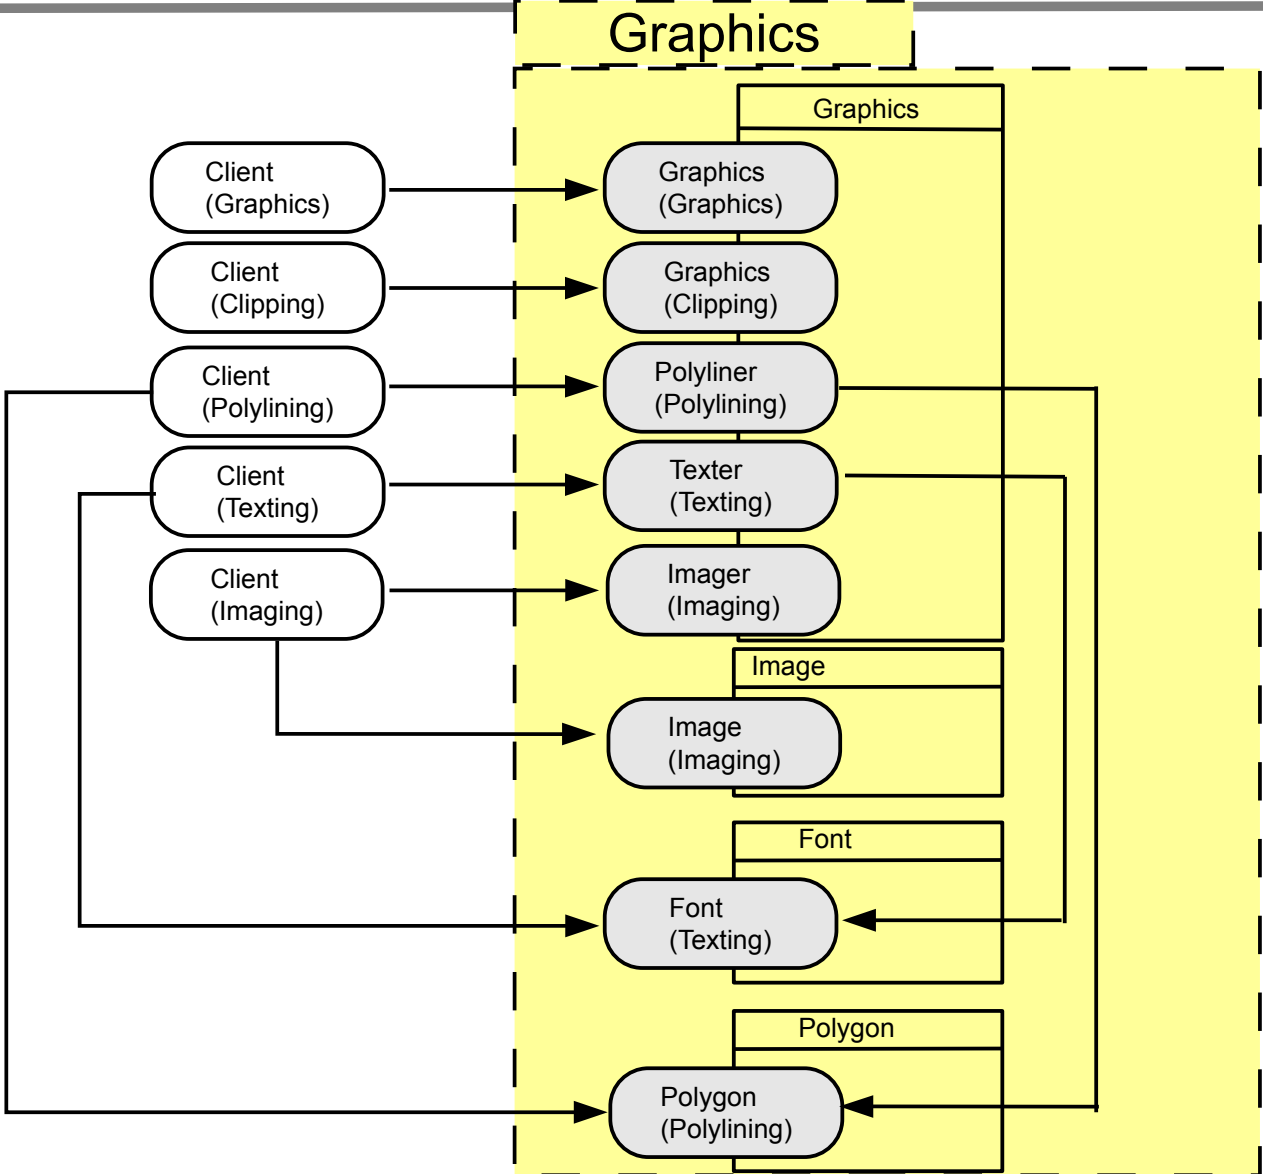 Graphics
Graphics
Client
(Graphics)
Graphics
(Graphics)
Client
(Clipping)
Graphics
(Clipping)
Client
(Polylining)
Polyliner
(Polylining)
Client
(Texting)
Texter
(Texting)
Client
(Imaging)
Imager
(Imaging)
Image
Image
(Imaging)
Font
Font
(Texting)
Polygon
Polygon
(Polylining)